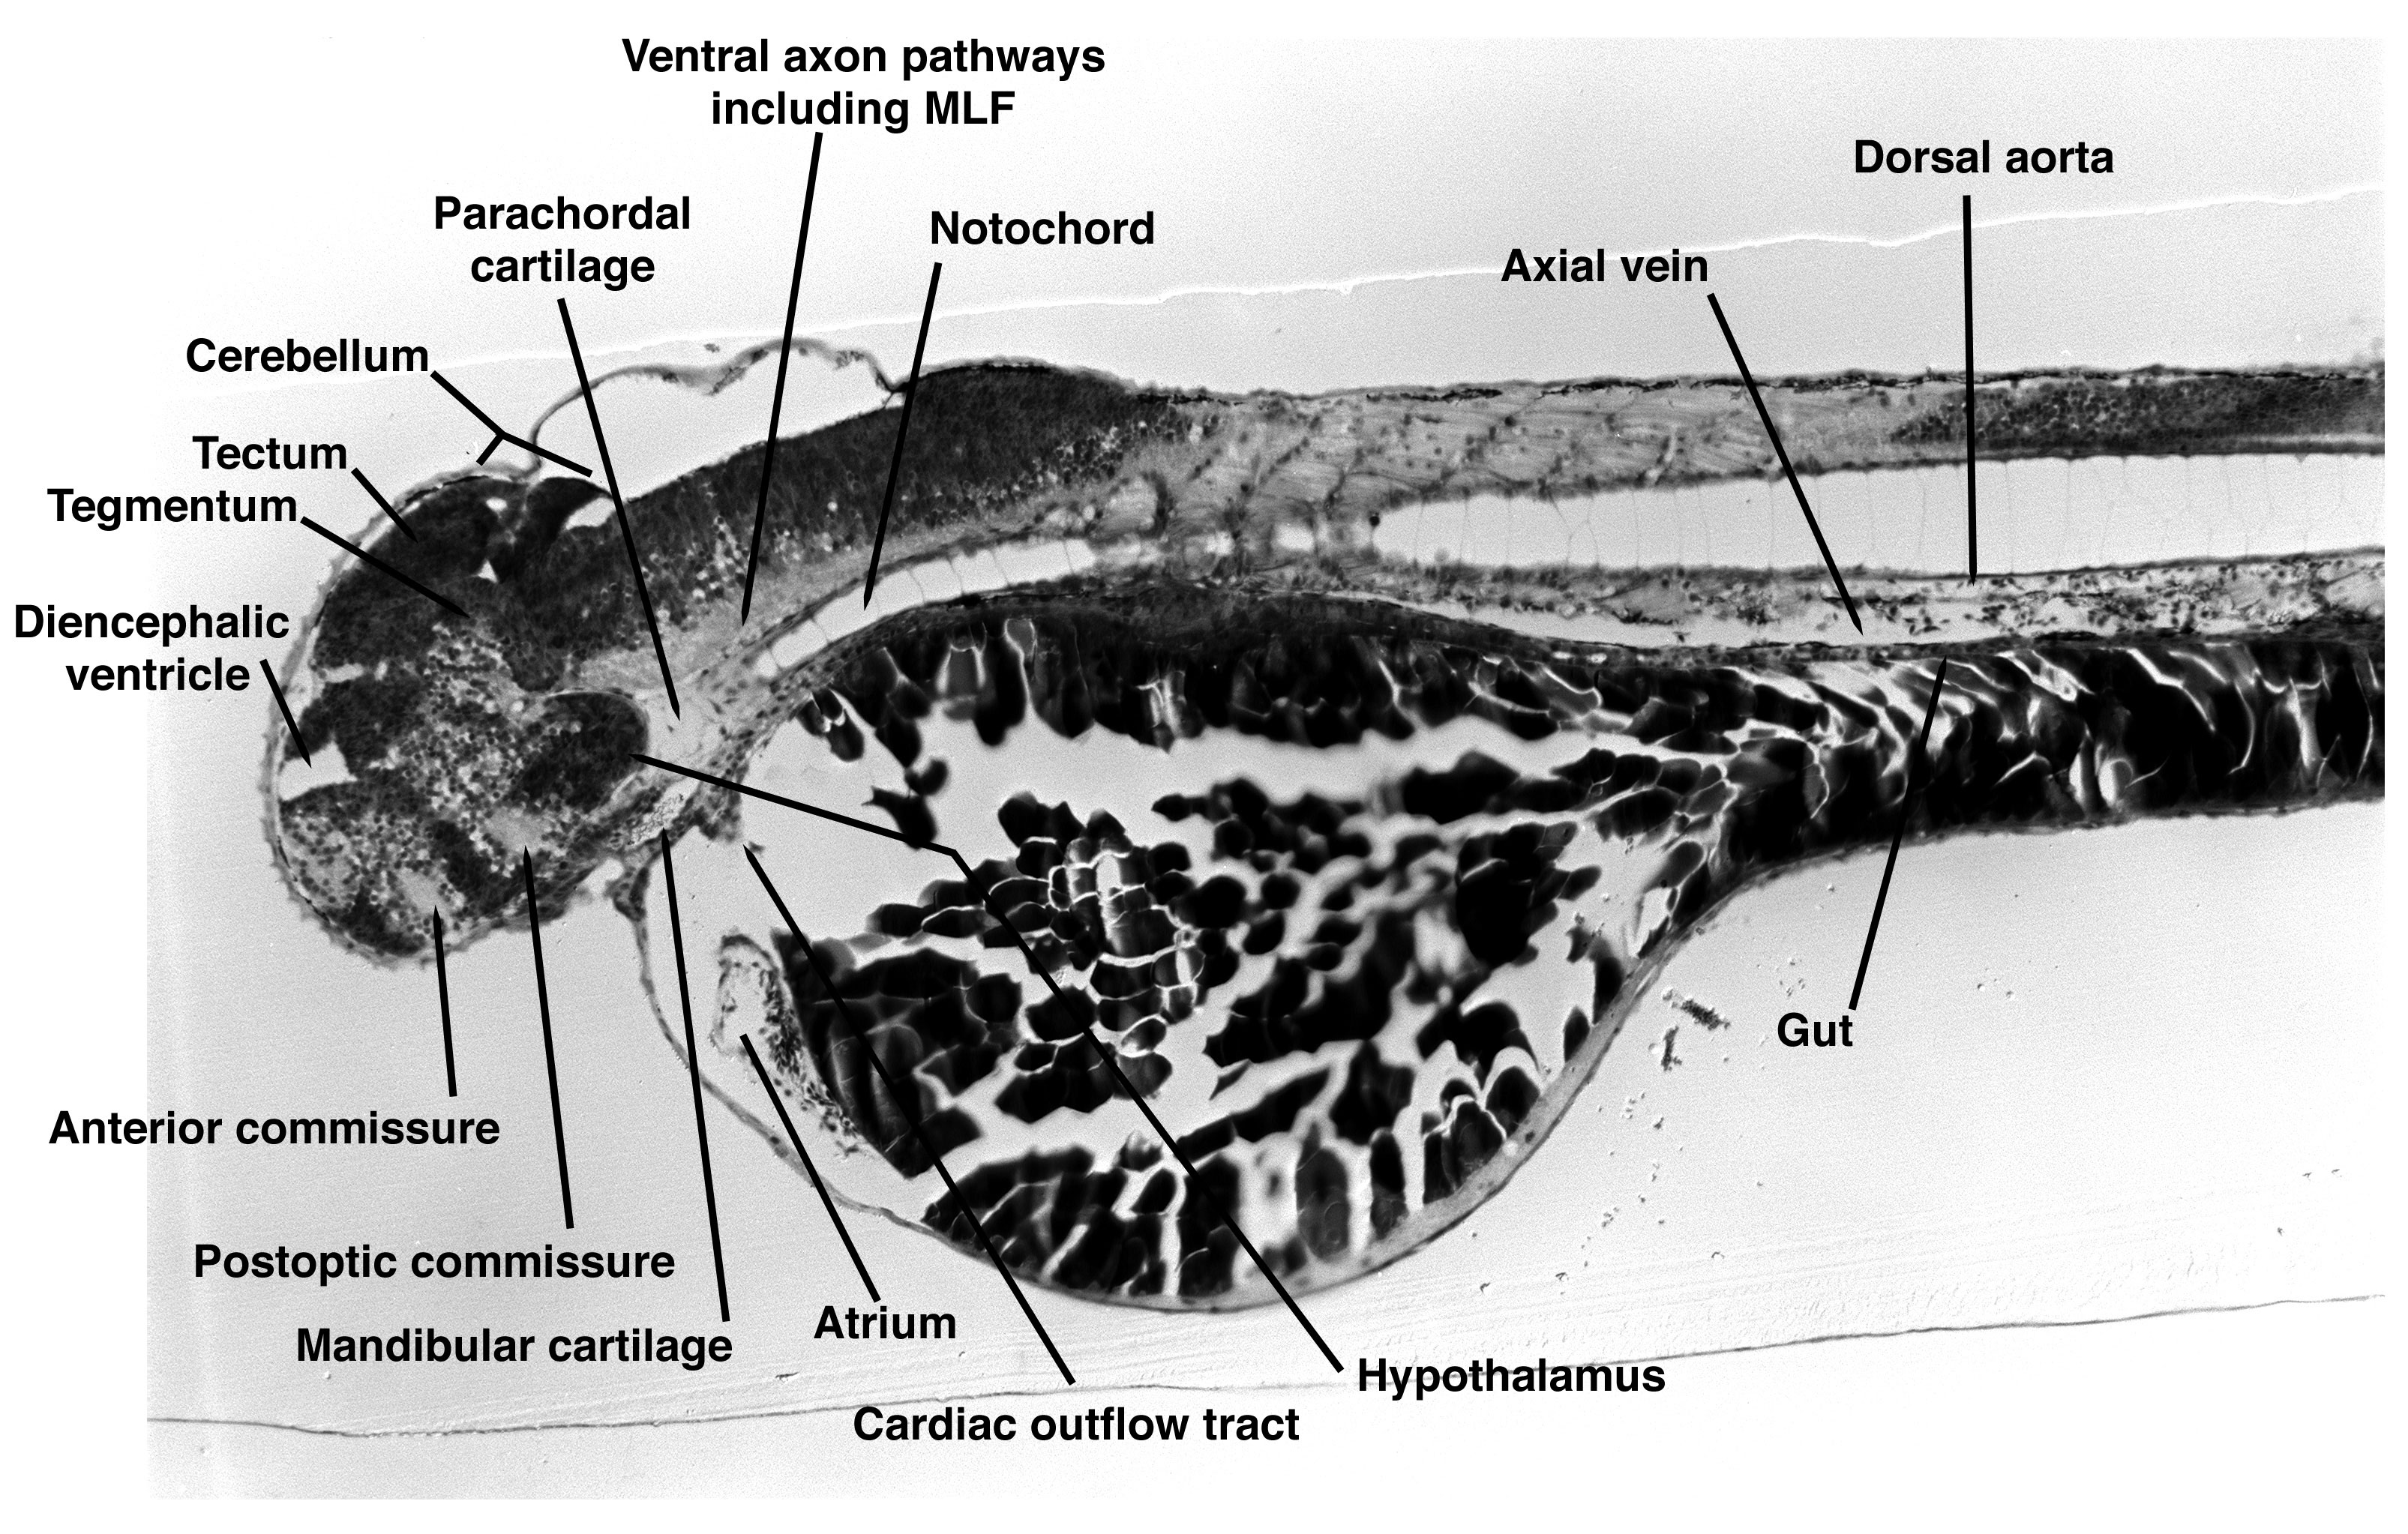 Ventral axon pathways
including MLF
Dorsal aorta
Parachordal
cartilage
Notochord
Axial vein
Cerebellum
Tectum
Tegmentum
Diencephalic
ventricle
Gut
Anterior commissure
Postoptic commissure
Mandibular cartilage
Atrium
Hypothalamus
Cardiac outflow tract